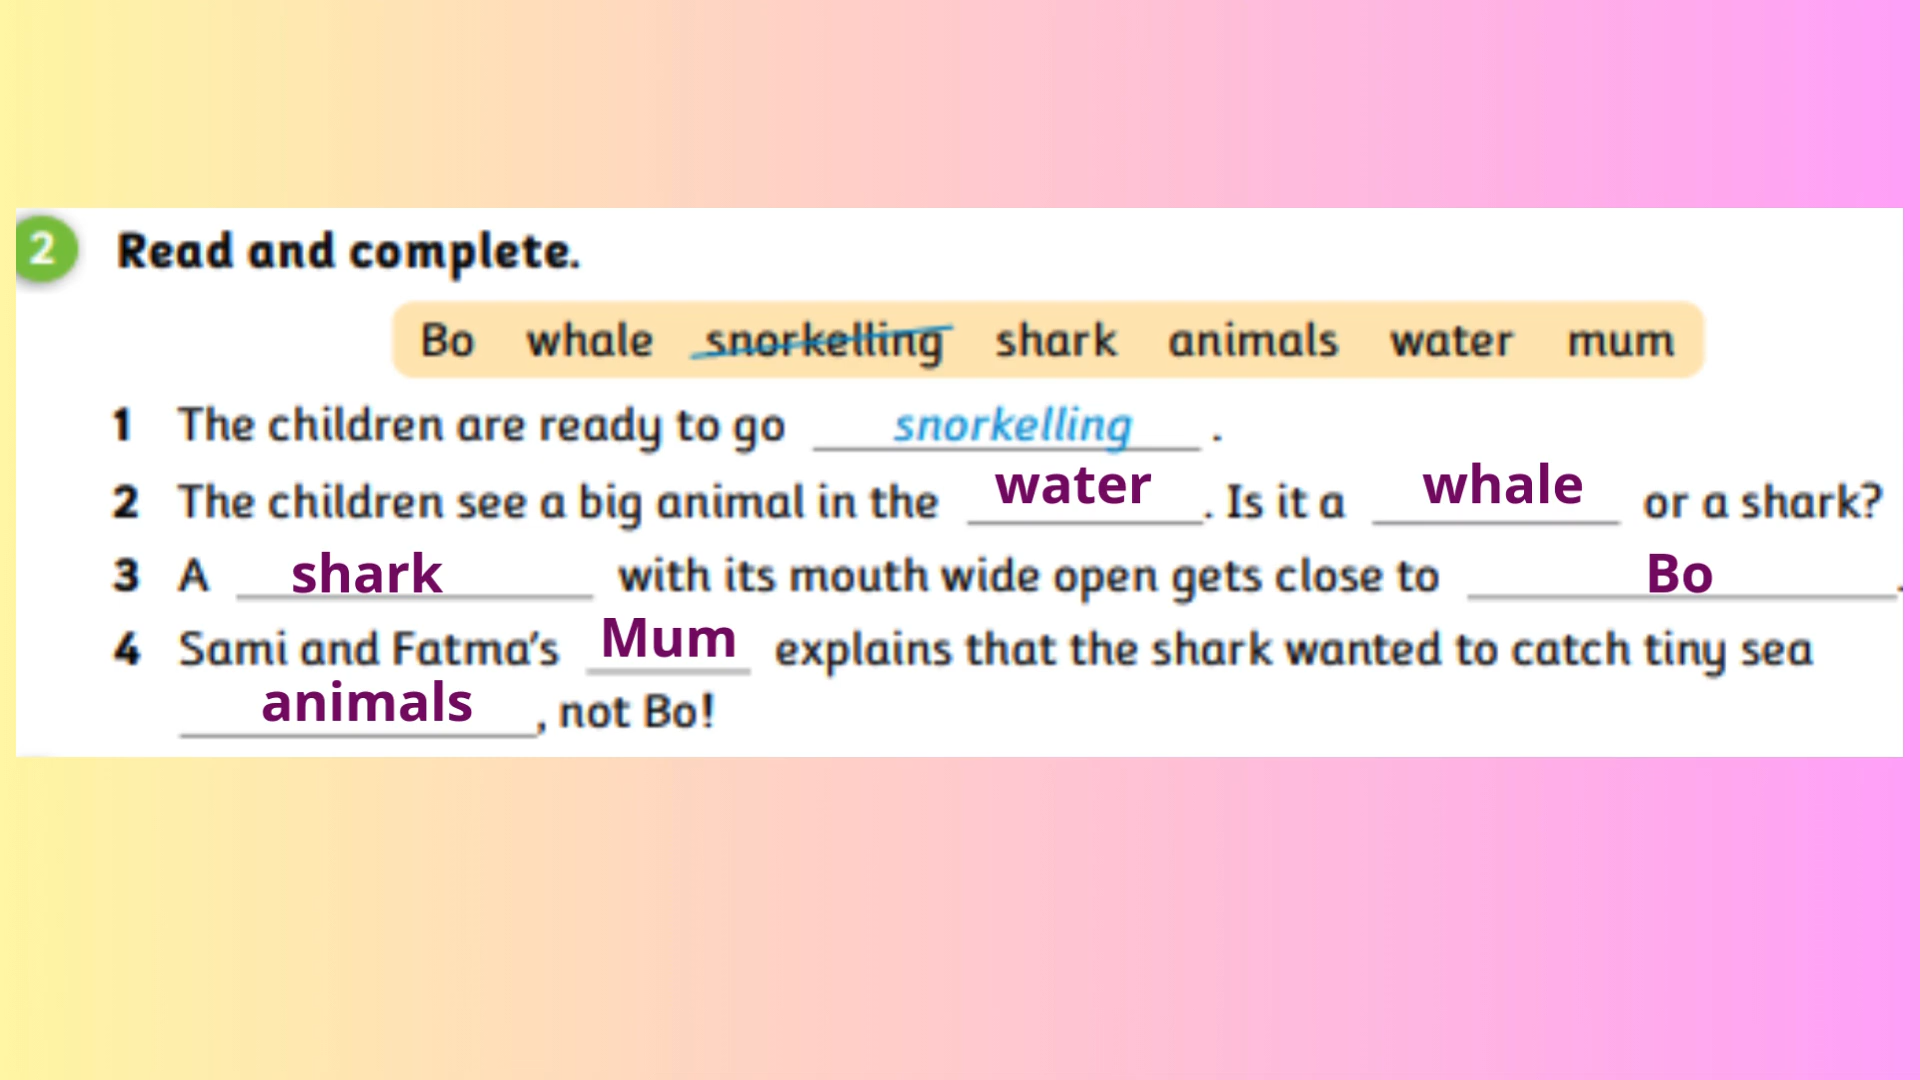 2 Read and complete.
Bo whale snorkelling shark animals water mum
1 The children are ready to go snorkelling .
2 The children see a big animal in the water. Is it a whale or a shark?
3 A shark with its mouth wide open gets close to Bo.
4 Sami and Fatma's Mum explains that the shark wanted to catch tiny sea
animals, not Bo!